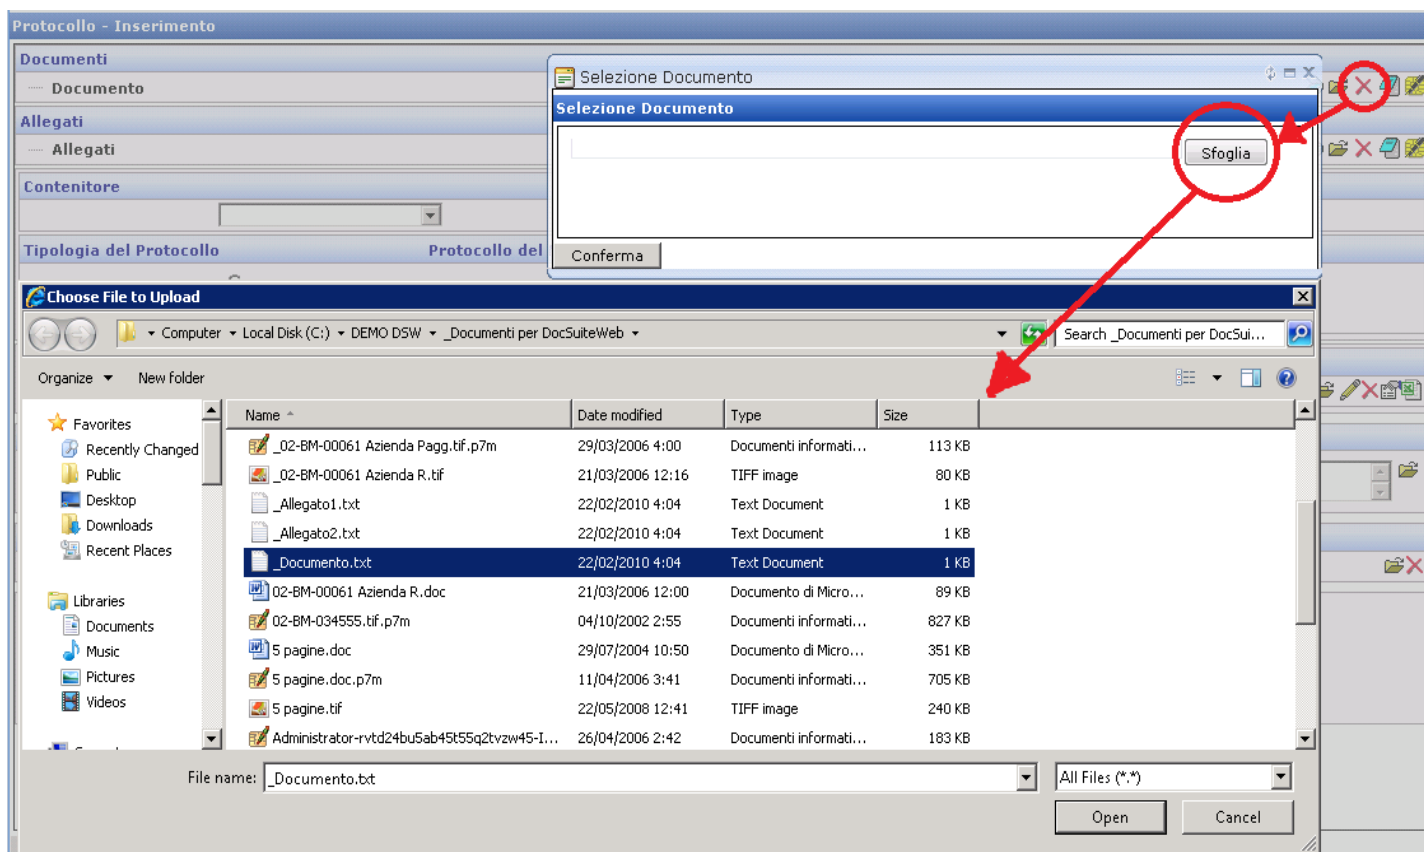 Protocollo - Inserimento
Documenti
Documento
Allegati
Allegati
Contenitore
Tipologia del Protocollo
Protocollo del
Selezione Documento
Selezione Documento
Sfoglia
Conferma
Choose File to Upload
Computer Local Disk (C:) DEMO DSW _Documenti per DocSuiteWeb
Search _Documenti per DocSui...
Organize New folder
Favorites
Recently Changed
Public
Desktop
Downloads
Recent Places
Libraries
Documents
Music
Pictures
Videos
Name Date modified Type Size
_02-BM-00061 Azienda Pagg.tif.p7m 29/03/2006 4:00 Documenti informati... 113 KB
_02-BM-00061 Azienda R.tif 21/03/2006 12:16 TIFF image 80 KB
_Allegato1.txt 22/02/2010 4:04 Text Document 1 KB
_Allegato2.txt 22/02/2010 4:04 Text Document 1 KB
_Documento.txt 22/02/2010 4:04 Text Document 1 KB
02-BM-00061 Azienda R.doc 21/03/2006 12:00 Documento di Micro... 89 KB
02-BM-034555.tif.p7m 04/10/2002 2:55 Documenti informati... 827 KB
5 pagine.doc 29/07/2004 10:50 Documento di Micro... 351 KB
5 pagine.doc.p7m 11/04/2006 3:41 Documenti informati... 705 KB
5 pagine.tif 22/05/2008 12:41 TIFF image 240 KB
Administrator-rvtd24bu5ab45t55q2tvzw45-I... 26/04/2006 2:42 Documenti informati... 183 KB
File name: _Documento.txt
All Files (*.*)
Open Cancel